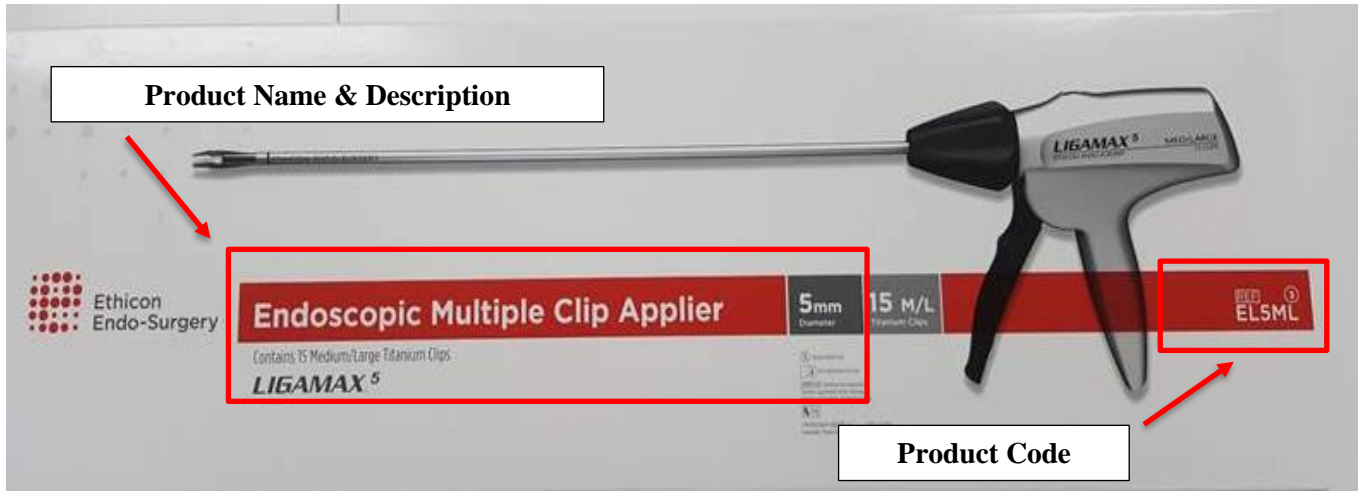 Product Name & Description
LIGAMAX 5
MED/LARGE
Ethicon
Endo-Surgery
Endoscopic Multiple Clip Applier
5mm
Diameter
15 M/L
Titanium Clips
REF
EL5ML
Contains 15 Medium/Large Titanium Clips
LIGAMAX 5
Product Code